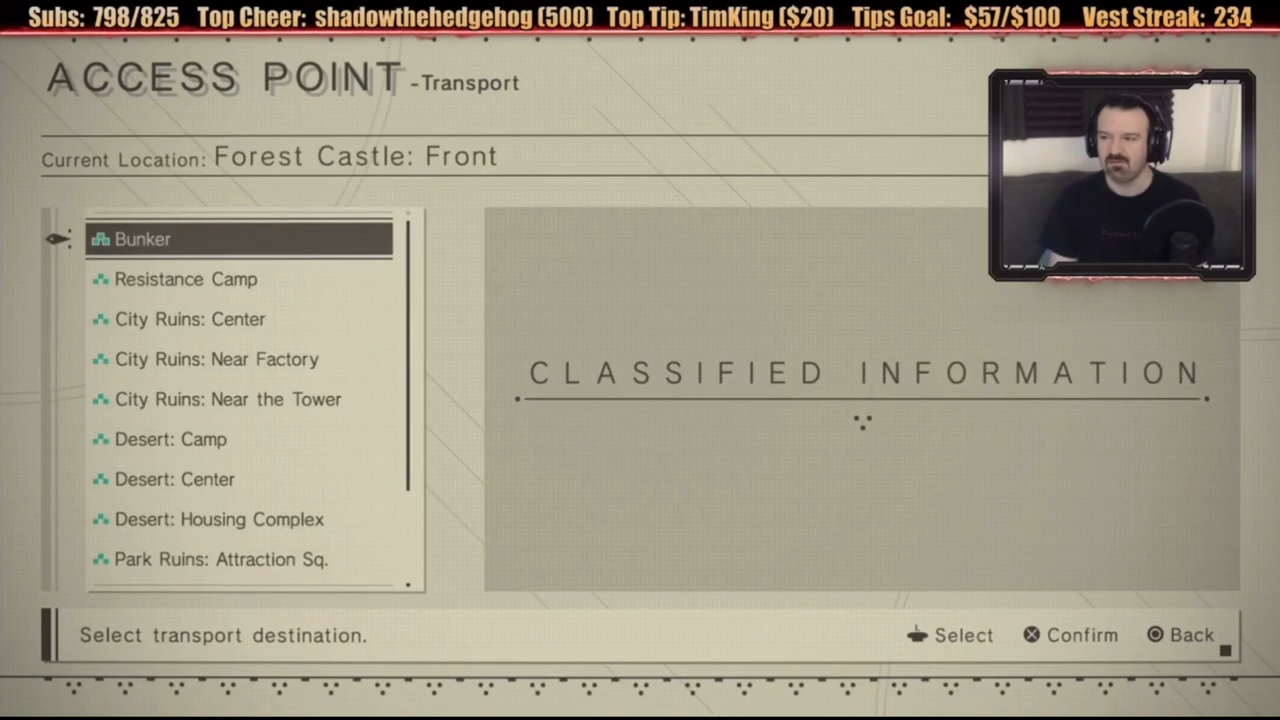 Subs: 798/825 Top Cheer: shadowthehedgehog (500) Top Tip: TimKing ($20) Tips Goal: $57/$100 Vest Streak: 234
ACCESS POINT -Transport
Current Location: Forest Castle: Front
Bunker
Resistance Camp
City Ruins: Center
City Ruins: Near Factory
City Ruins: Near the Tower
Desert: Camp
Desert: Center
Desert: Housing Complex
Park Ruins: Attraction Sq.
CLASSIFIED INFORMATION
Select transport destination.
Select Confirm Back